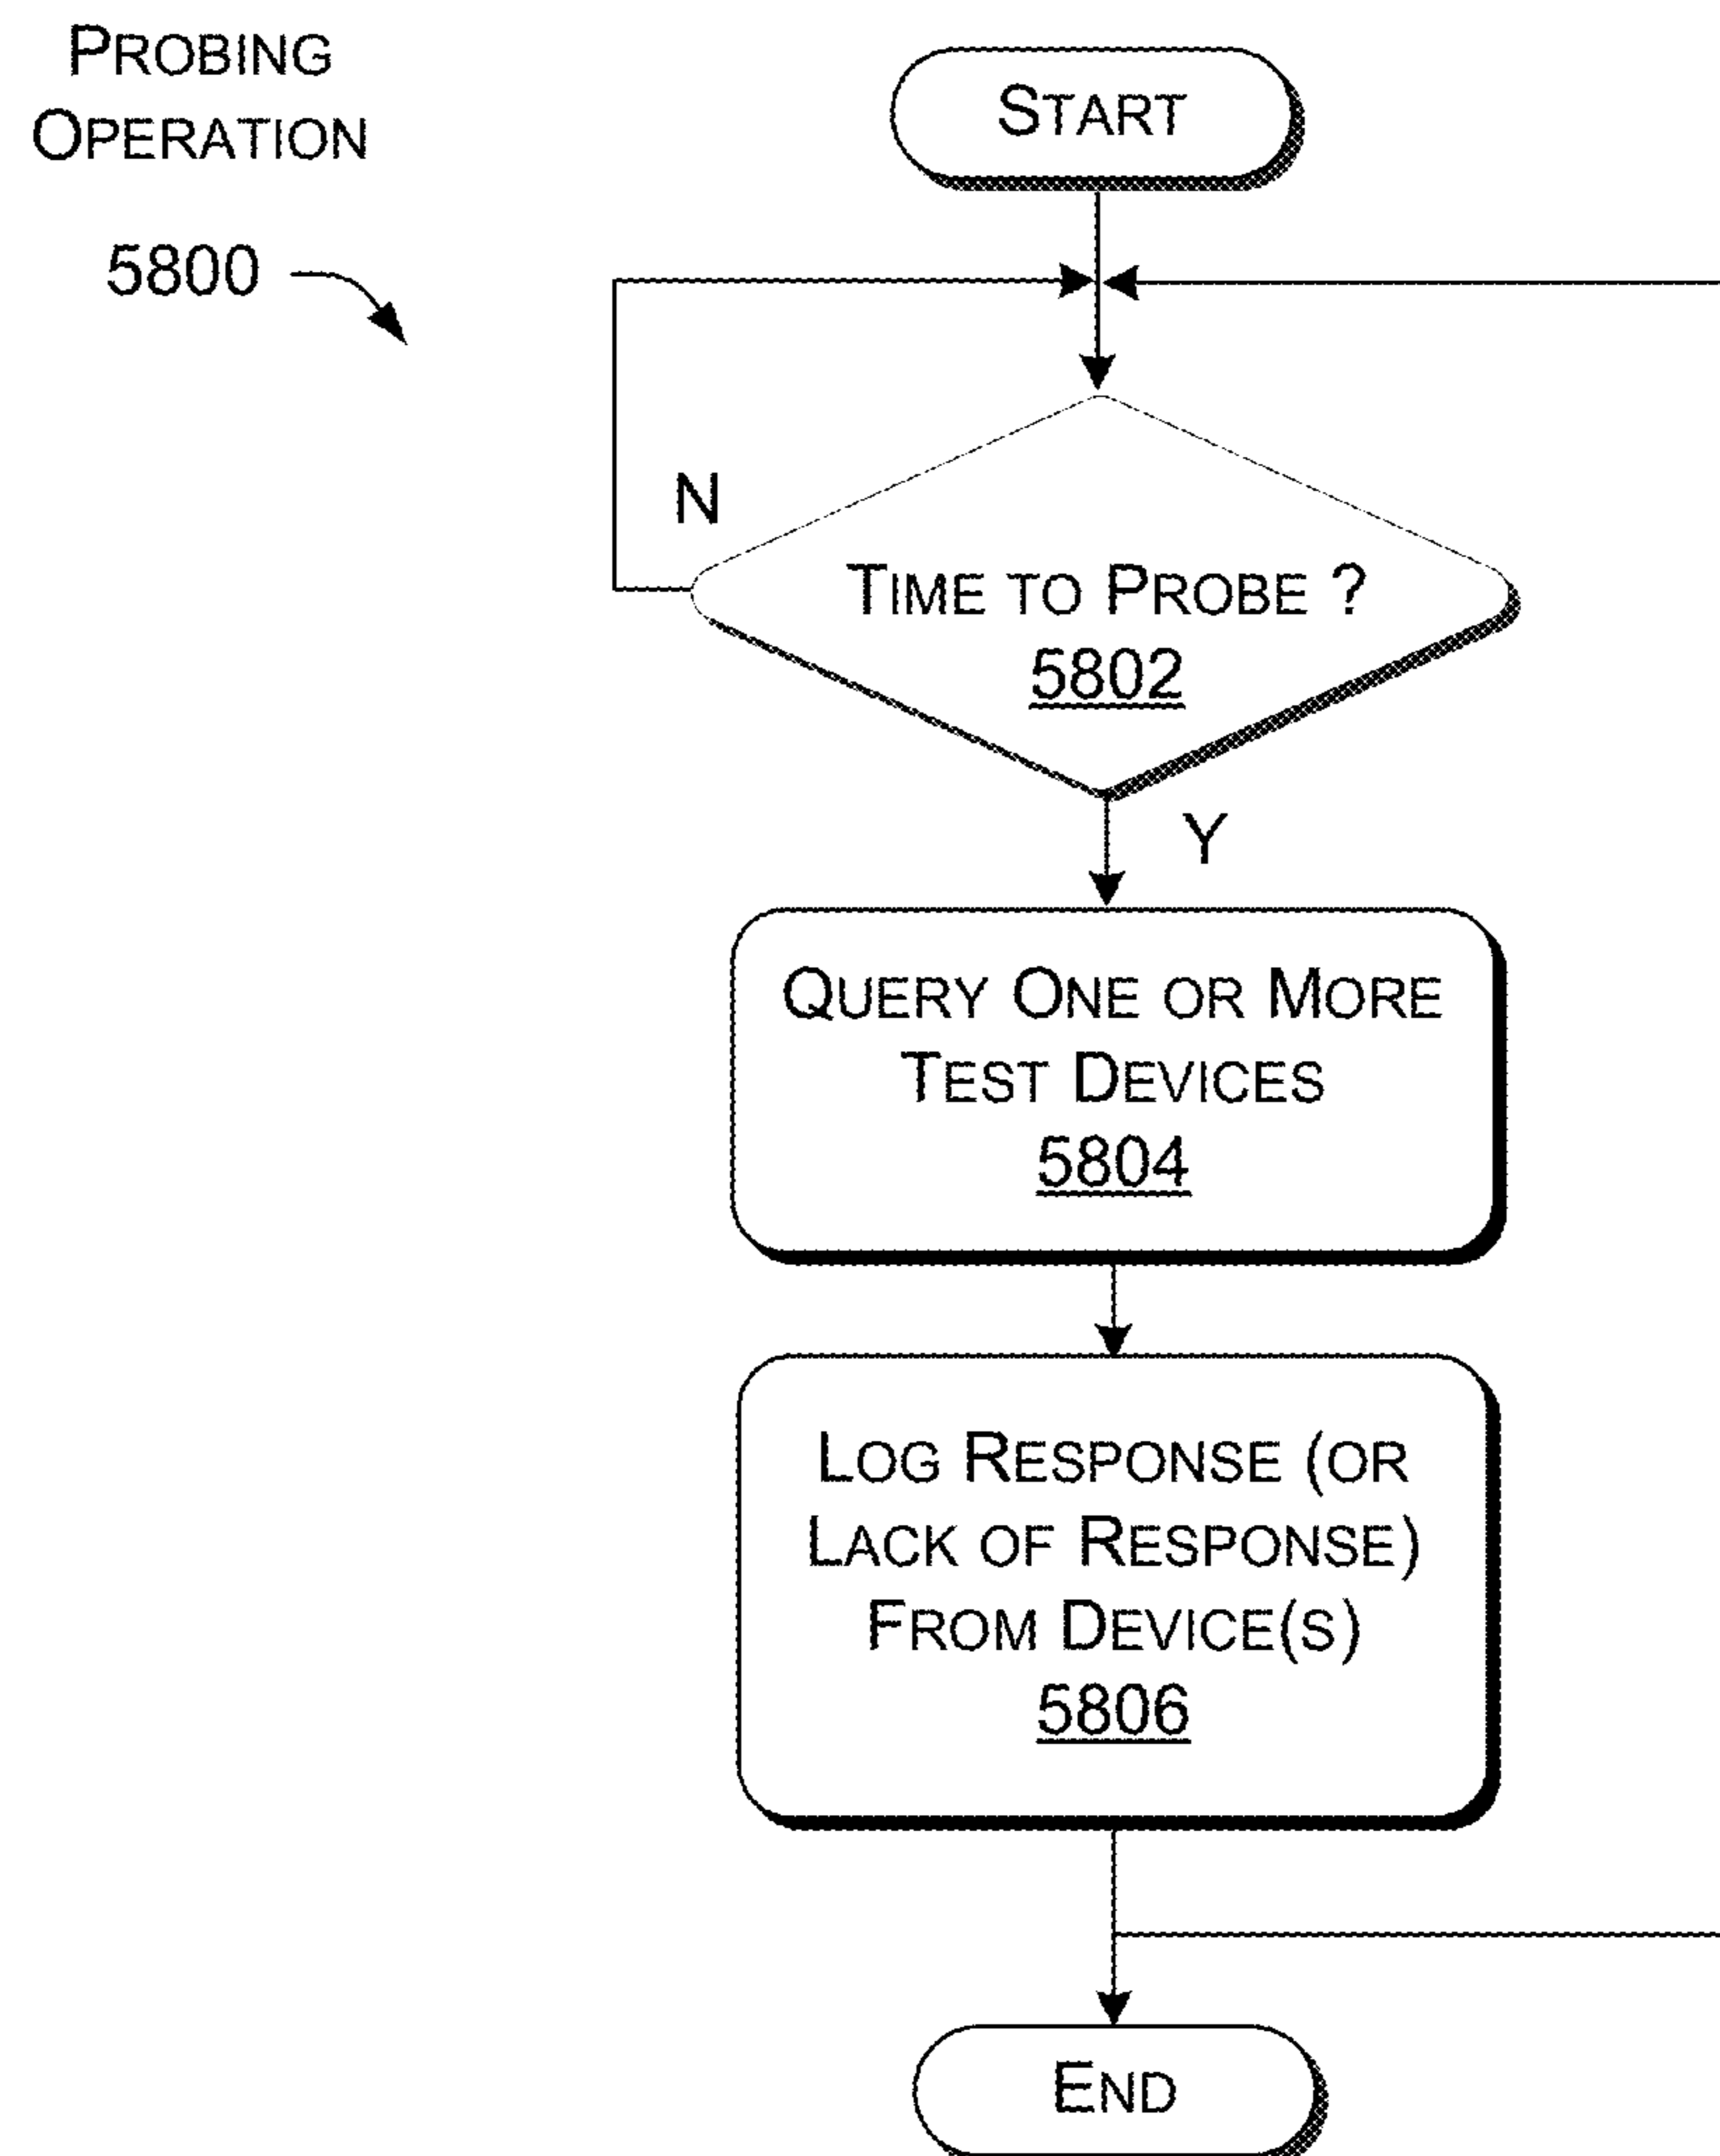 PROBING
OPERATION
5800
START
N
TIME TO PROBE ?
5802
Y
QUERY ONE OR MORE
TEST DEVICES
5804
LOG RESPONSE (OR
LACK OF RESPONSE)
FROM DEVICE(S)
5806
END